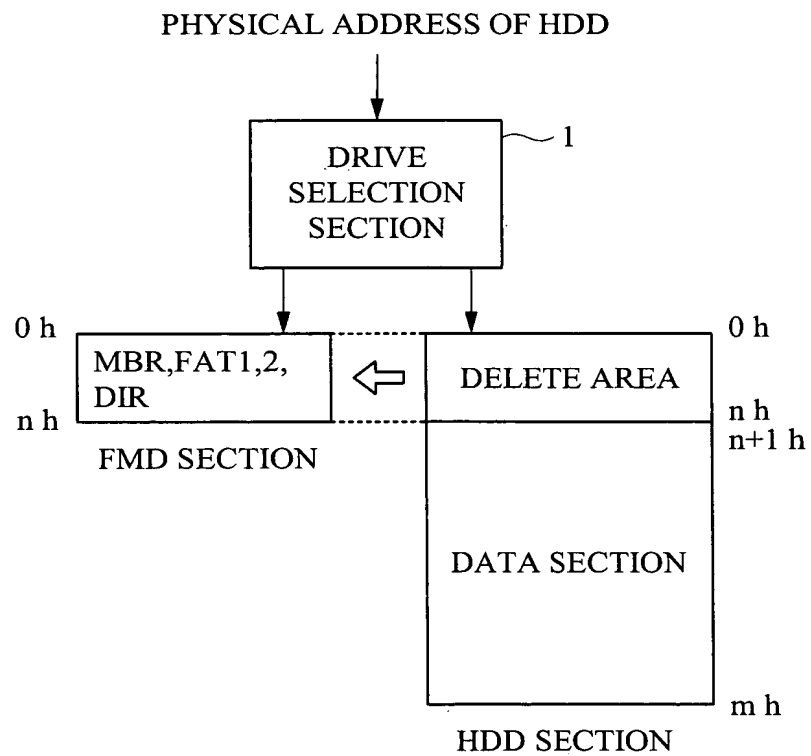 PHYSICAL ADDRESS OF HDD
1
DRIVE
SELECTION
SECTION
0 h
0 h
MBR,FAT1,2,
DIR
DELETE AREA
n h
n h
n+1 h
FMD SECTION
DATA SECTION
m h
HDD SECTION